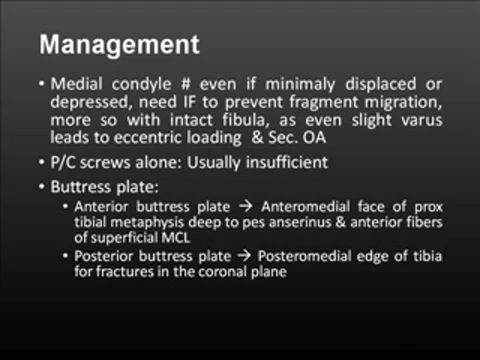 Management
• Medial condyle # even if minimaly displaced or
depressed, need IF to prevent fragment migration,
more so with intact fibula, as even slight varus
leads to eccentric loading & Sec. OA
• P/C screws alone: Usually insufficient
• Buttress plate:
• Anterior buttress plate → Anteromedial face of prox
tibial metaphysis deep to pes anserinus & anterior fibers
of superficial MCL
• Posterior buttress plate → Posteromedial edge of tibia
for fractures in the coronal plane